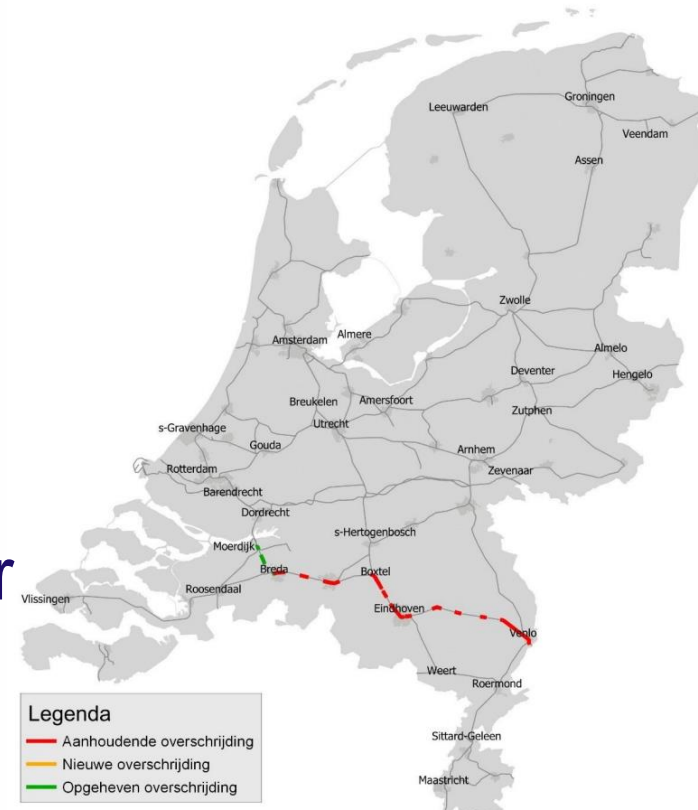 Leeuwarden
Groningen
Veendam
Assen
Zwolle
Amsterdam
Almere
Almelo
Deventer
Hengelo
Breukelen
Amersfoort
Zutphen
s-Gravenhage
Utrecht
Gouda
Arnhem
Zevenaar
Rotterdam
Barendrecht
Dordrecht
s-Hertogenbosch
Moerdijk
r
Breda
Boxtel
Roosendaal
Vlissingen
Eindhoven
Venlo
Weert
Roermond
Sittard-Geleen
Maastricht
Legenda
Aanhoudende overschrijding
Nieuwe overschrijding
Opgeheven overschrijding